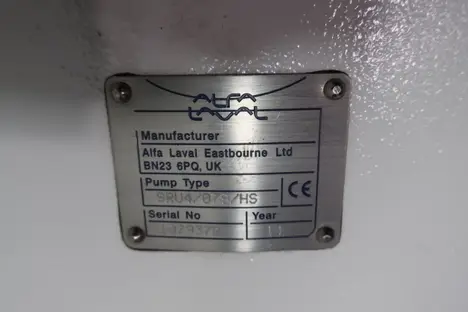 ALFA
LAVAL
Manufacturer
Alfa Laval Eastbourne Ltd
BN23 6PQ, UK
Pump Type
CE
Serial No
Year